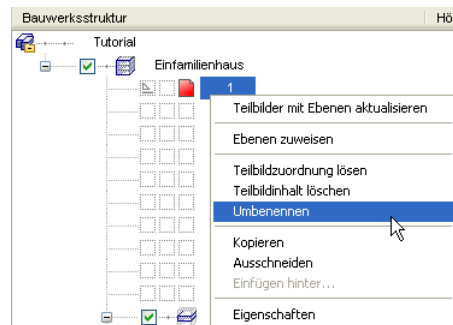 Bauwerksstruktur Hö
Tutorial
Einfamilienhaus
1
Teilbilder mit Ebenen aktualisieren
Ebenen zuweisen
Teilbildzuordnung lösen
Teilbildinhalt löschen
Umbenennen
Kopieren
Ausschneiden
Einfügen hinter...
Eigenschaften